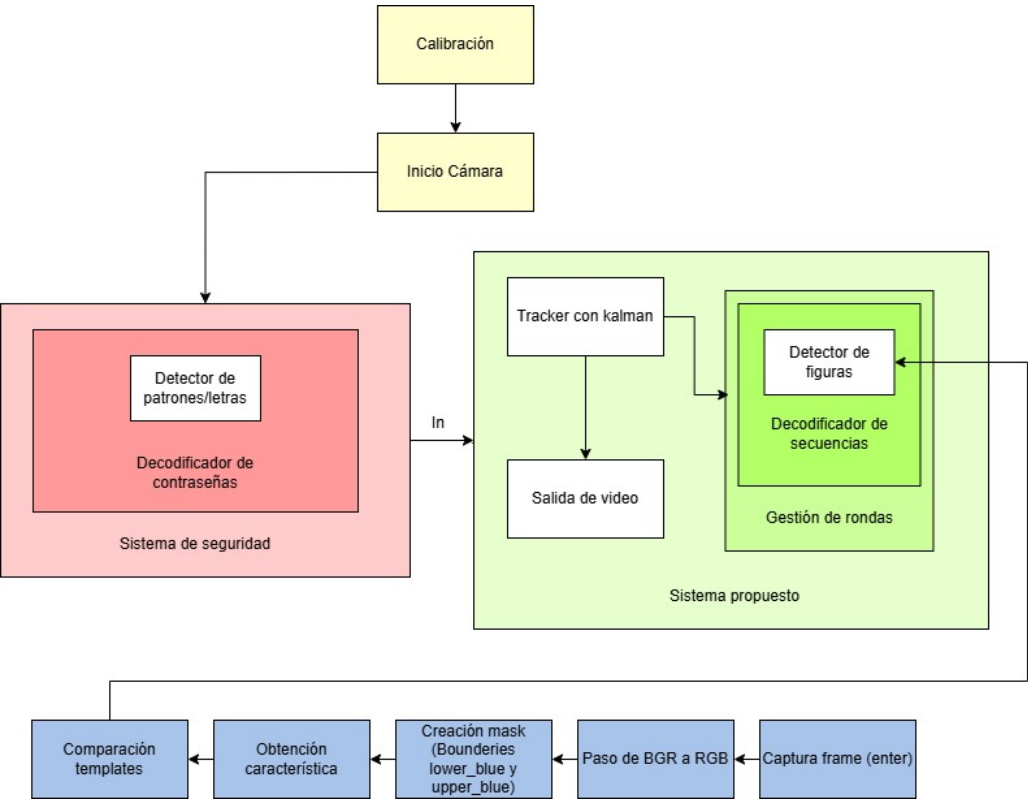 Calibración
Inicio Cámara
Detector de
patrones/letras
Decodificador de
contraseñas
Sistema de seguridad
In
Tracker con kalman
Salida de video
Detector de
figuras
Decodificador de
secuencias
Gestión de rondas
Sistema propuesto
Comparación
templates
Obtención
característica
Creación mask
(Bounderies
lower_blue y
upper_blue)
Paso de BGR a RGB
Captura frame (enter)